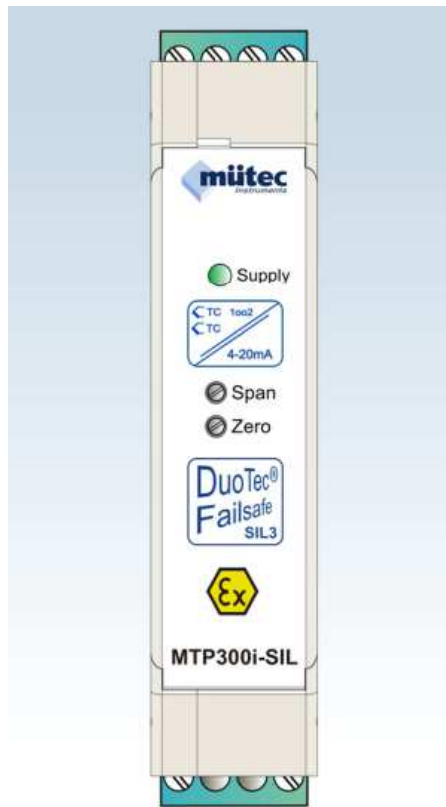 mütec
instruments
Supply
TC 1oo2
TC
4-20mA
Span
Zero
DuoTec®
Failsafe
SIL3
Ex
MTP300i-SIL